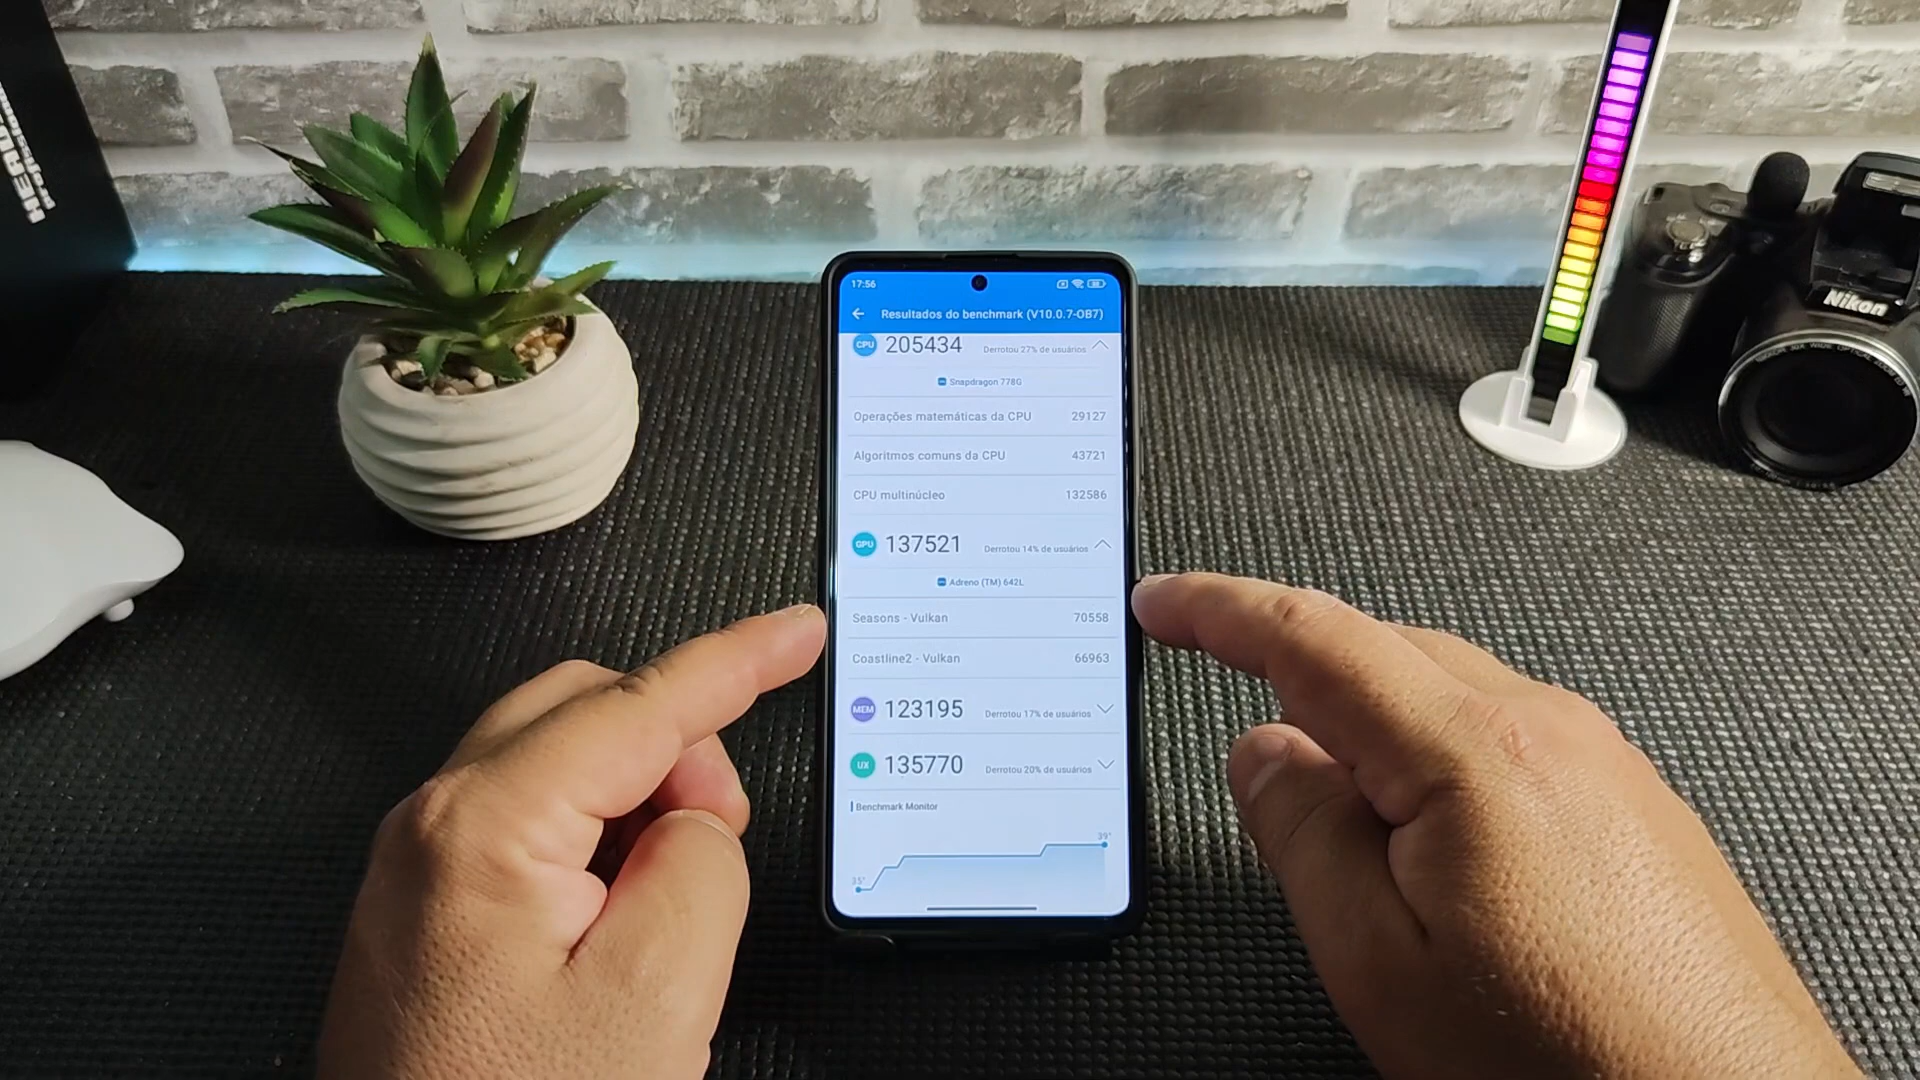 17:56
Resultados do benchmark (V10.0.7-OB7)
CPU 205434 Derrotou 27% de usuários
Snapdragon 778G
Operações matemáticas da CPU 29127
Algoritmos comuns da CPU 43721
CPU multinúcleo 132586
GPU 137521 Derrotou 14% de usuários
Adreno (TM) 642L
Seasons - Vulkan 70558
Coastline2 - Vulkan 66963
MEM 123195 Derrotou 17% de usuários
UX 135770 Derrotou 20% de usuários
Benchmark Monitor
39°
35°
Nikon